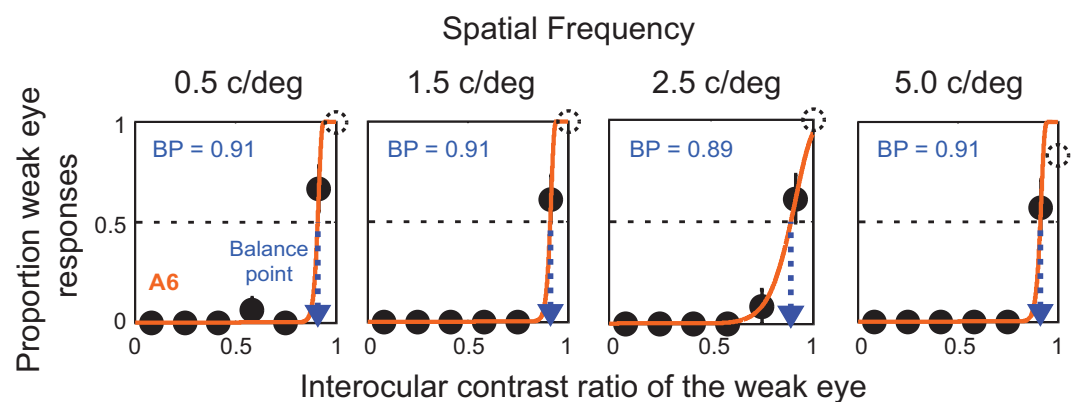 Spatial Frequency
0.5 c/deg
1.5 c/deg
2.5 c/deg
5.0 c/deg
Proportion weak eye
responses
1
0.5
0
BP = 0.91
Balance
point
A6
0
0.5
1
BP = 0.91
0
0.5
1
BP = 0.89
0
0.5
1
BP = 0.91
0
0.5
1
Interocular contrast ratio of the weak eye